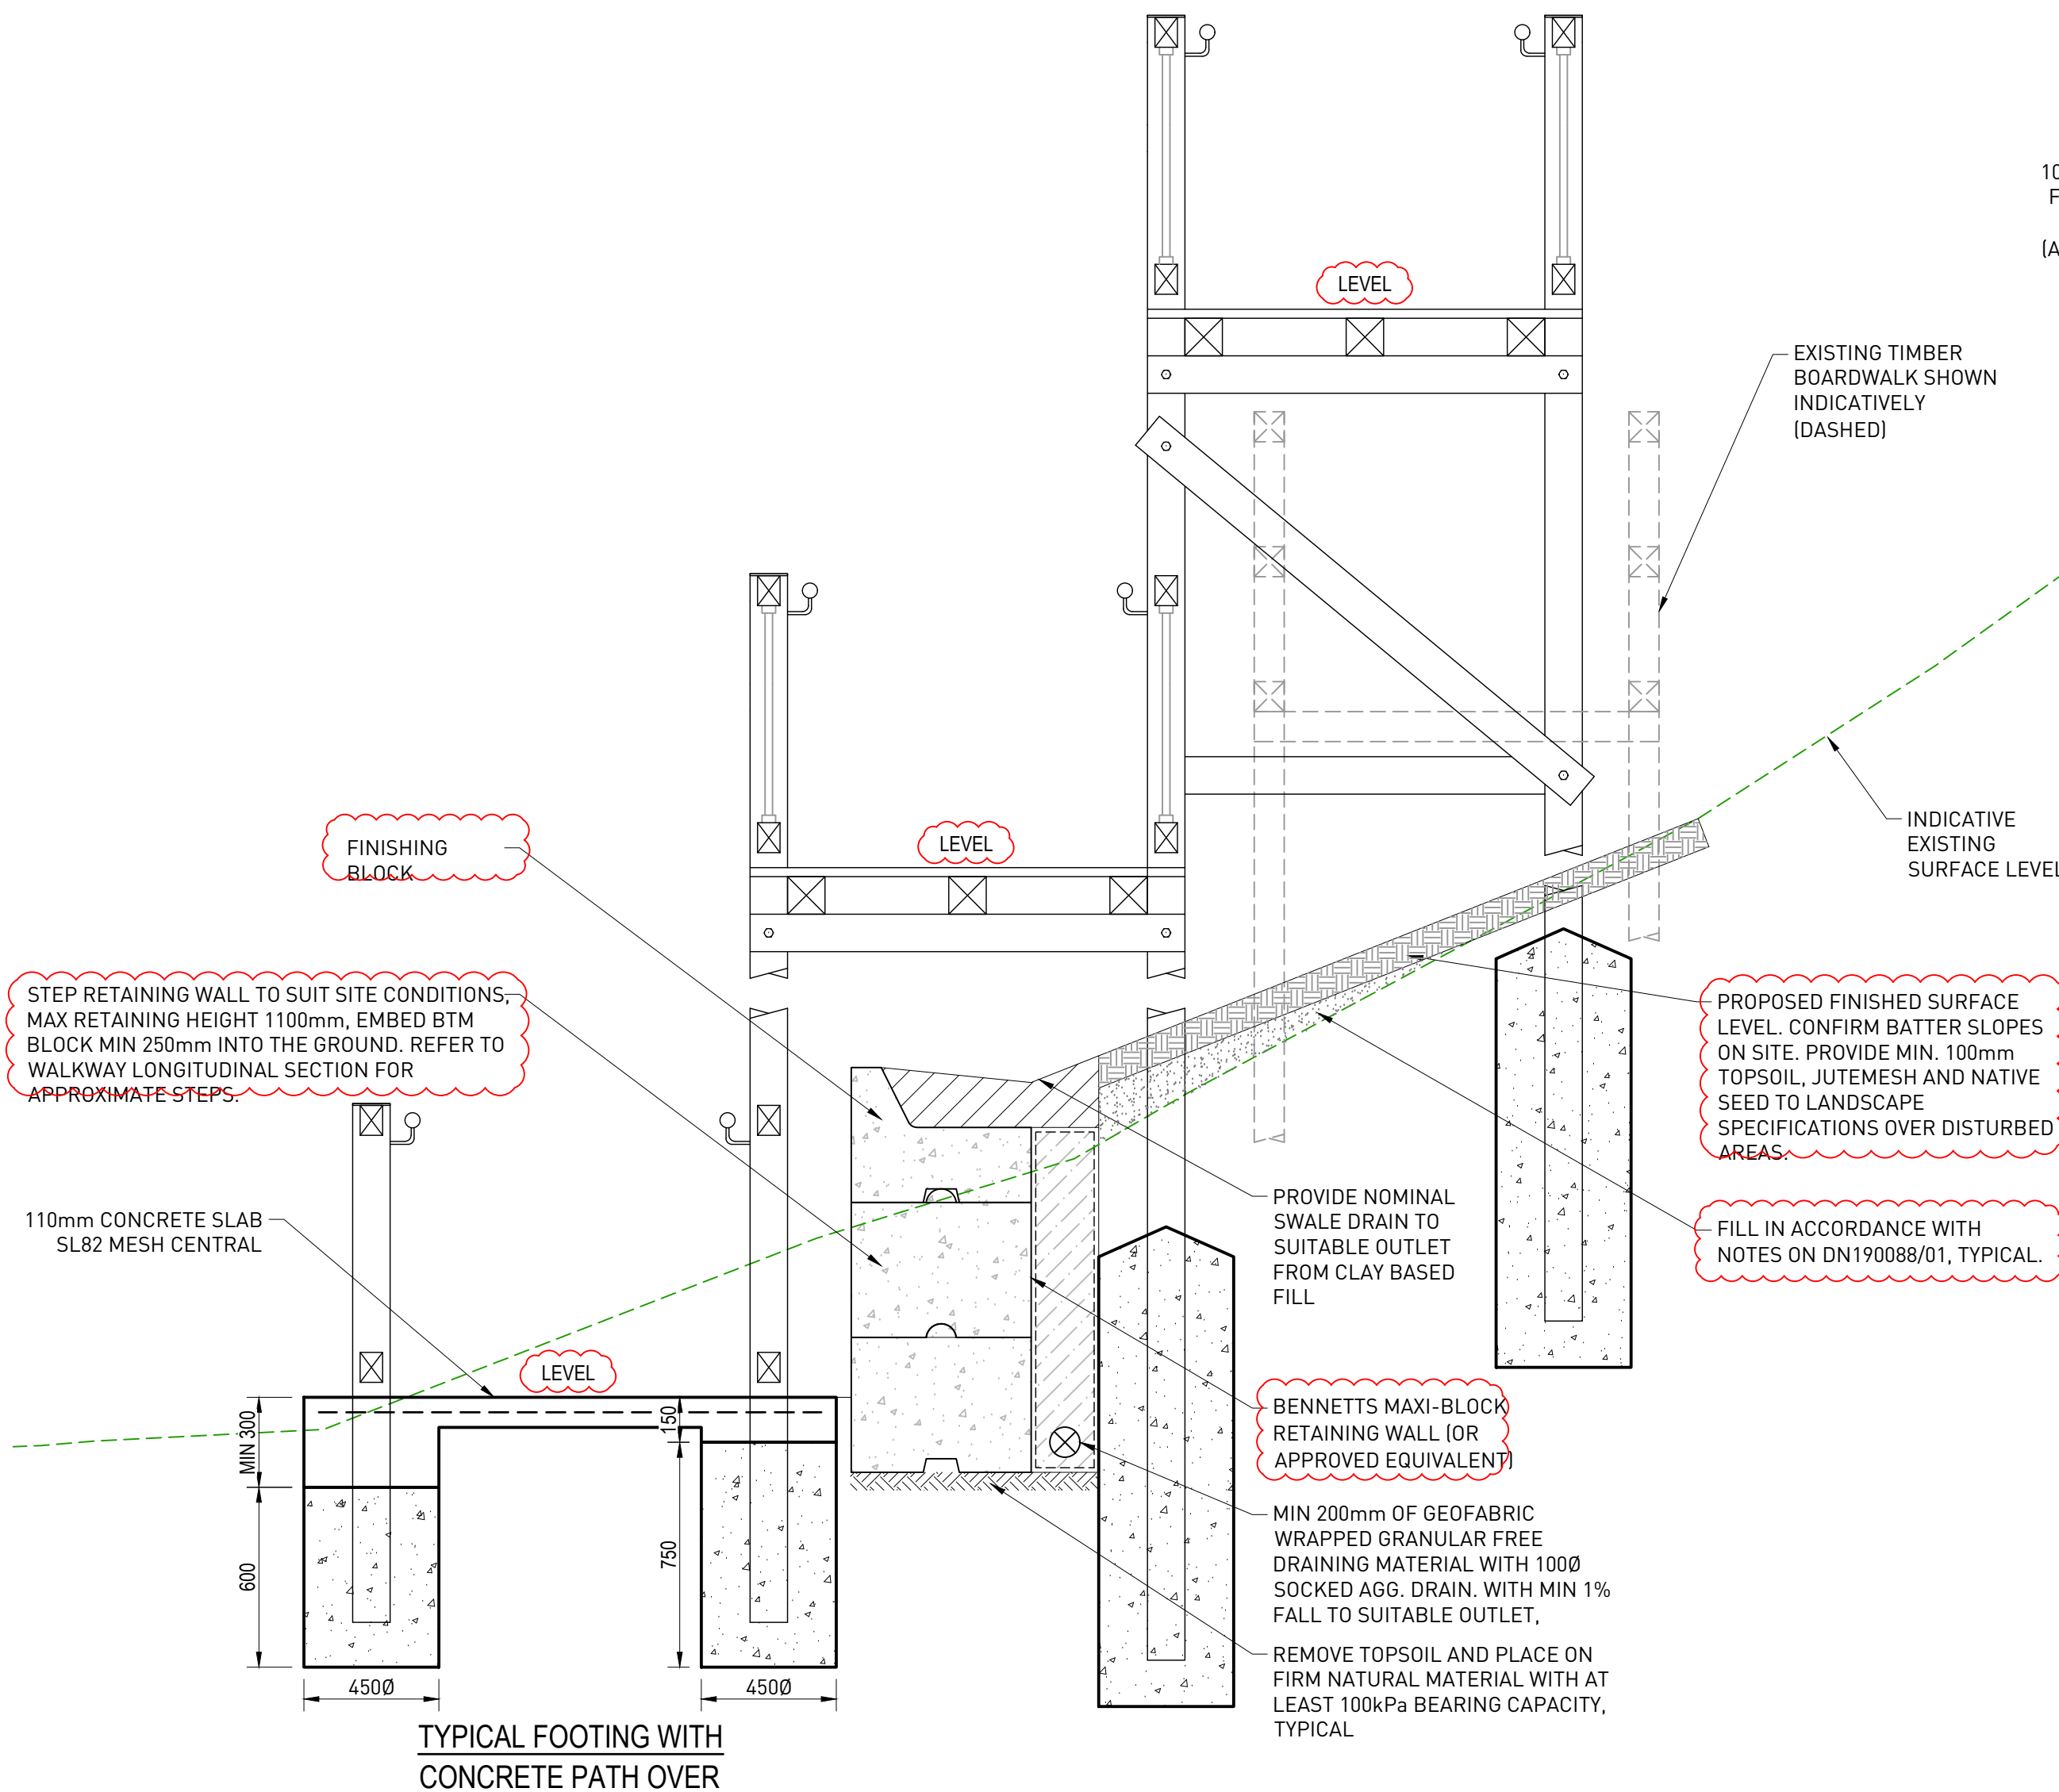 10
F
(A
LEVEL
EXISTING TIMBER
BOARDWALK SHOWN
INDICATIVELY
(DASHED)
INDICATIVE
EXISTING
SURFACE LEVEL
FINISHING
BLOCK
LEVEL
STEP RETAINING WALL TO SUIT SITE CONDITIONS,
MAX RETAINING HEIGHT 1100mm, EMBED BTM
BLOCK MIN 250mm INTO THE GROUND. REFER TO
WALKWAY LONGITUDINAL SECTION FOR
APPROXIMATE STEPS.
PROPOSED FINISHED SURFACE
LEVEL. CONFIRM BATTER SLOPES
ON SITE. PROVIDE MIN. 100mm
TOPSOIL, JUTEMESH AND NATIVE
SEED TO LANDSCAPE
SPECIFICATIONS OVER DISTURBED
AREAS.
110mm CONCRETE SLAB
SL82 MESH CENTRAL
PROVIDE NOMINAL
SWALE DRAIN TO
SUITABLE OUTLET
FROM CLAY BASED
FILL
FILL IN ACCORDANCE WITH
NOTES ON DN190088/01, TYPICAL.
LEVEL
BENNETTS MAXI-BLOCK
RETAINING WALL (OR
APPROVED EQUIVALENT)
MIN 300
150
600
750
MIN 200mm OF GEOFABRIC
WRAPPED GRANULAR FREE
DRAINING MATERIAL WITH 100Ø
SOCKED AGG. DRAIN. WITH MIN 1%
FALL TO SUITABLE OUTLET,
REMOVE TOPSOIL AND PLACE ON
FIRM NATURAL MATERIAL WITH AT
LEAST 100kPa BEARING CAPACITY,
TYPICAL
450Ø
450Ø
TYPICAL FOOTING WITH
CONCRETE PATH OVER